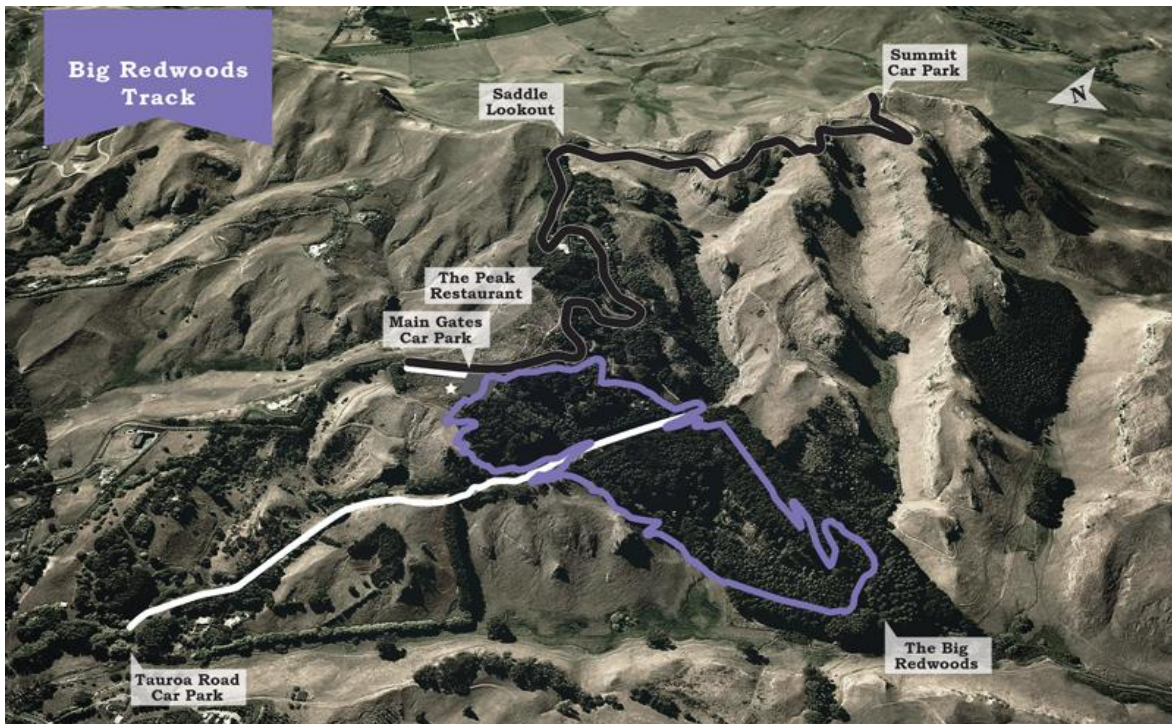 Big Redwoods
Track
Summit
Car Park
Saddle
Lookout
N
The Peak
Restaurant
Main Gates
Car Park
The Big
Redwoods
Tauroa Road
Car Park